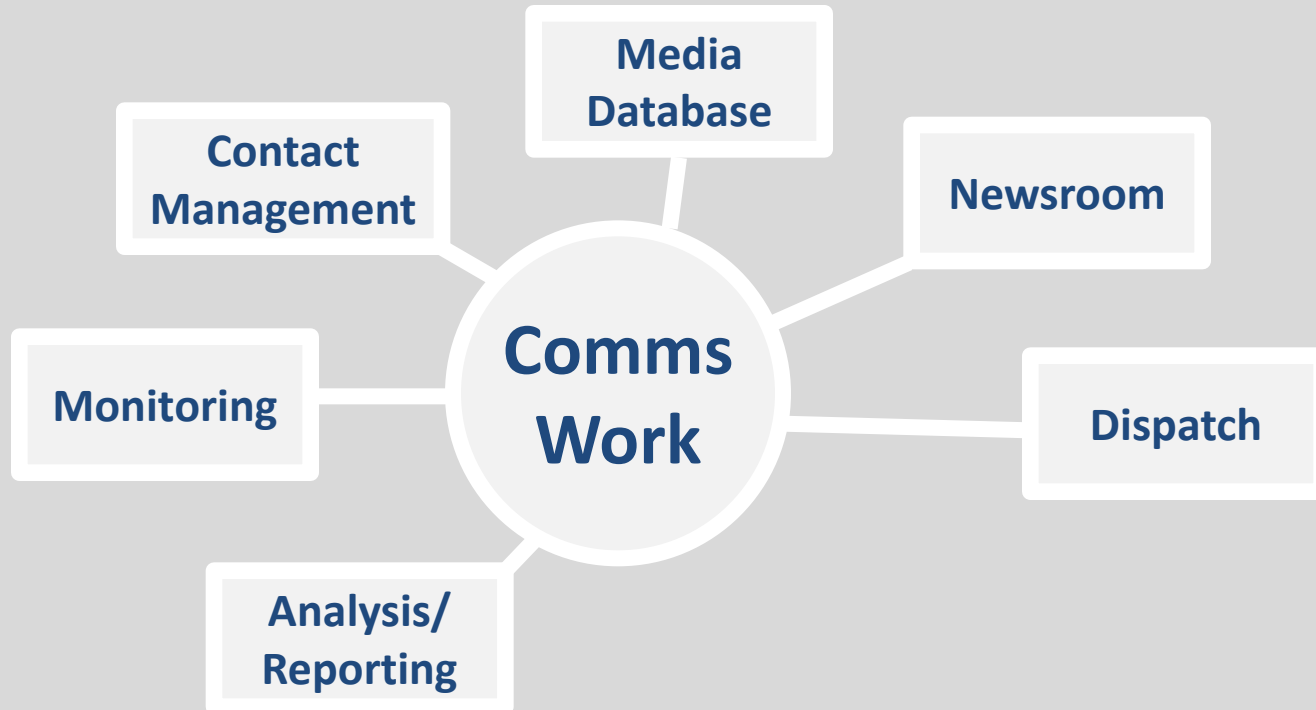 Media
Database
Contact
Management
Newsroom
Comms
Work
Monitoring
Dispatch
Analysis/
Reporting